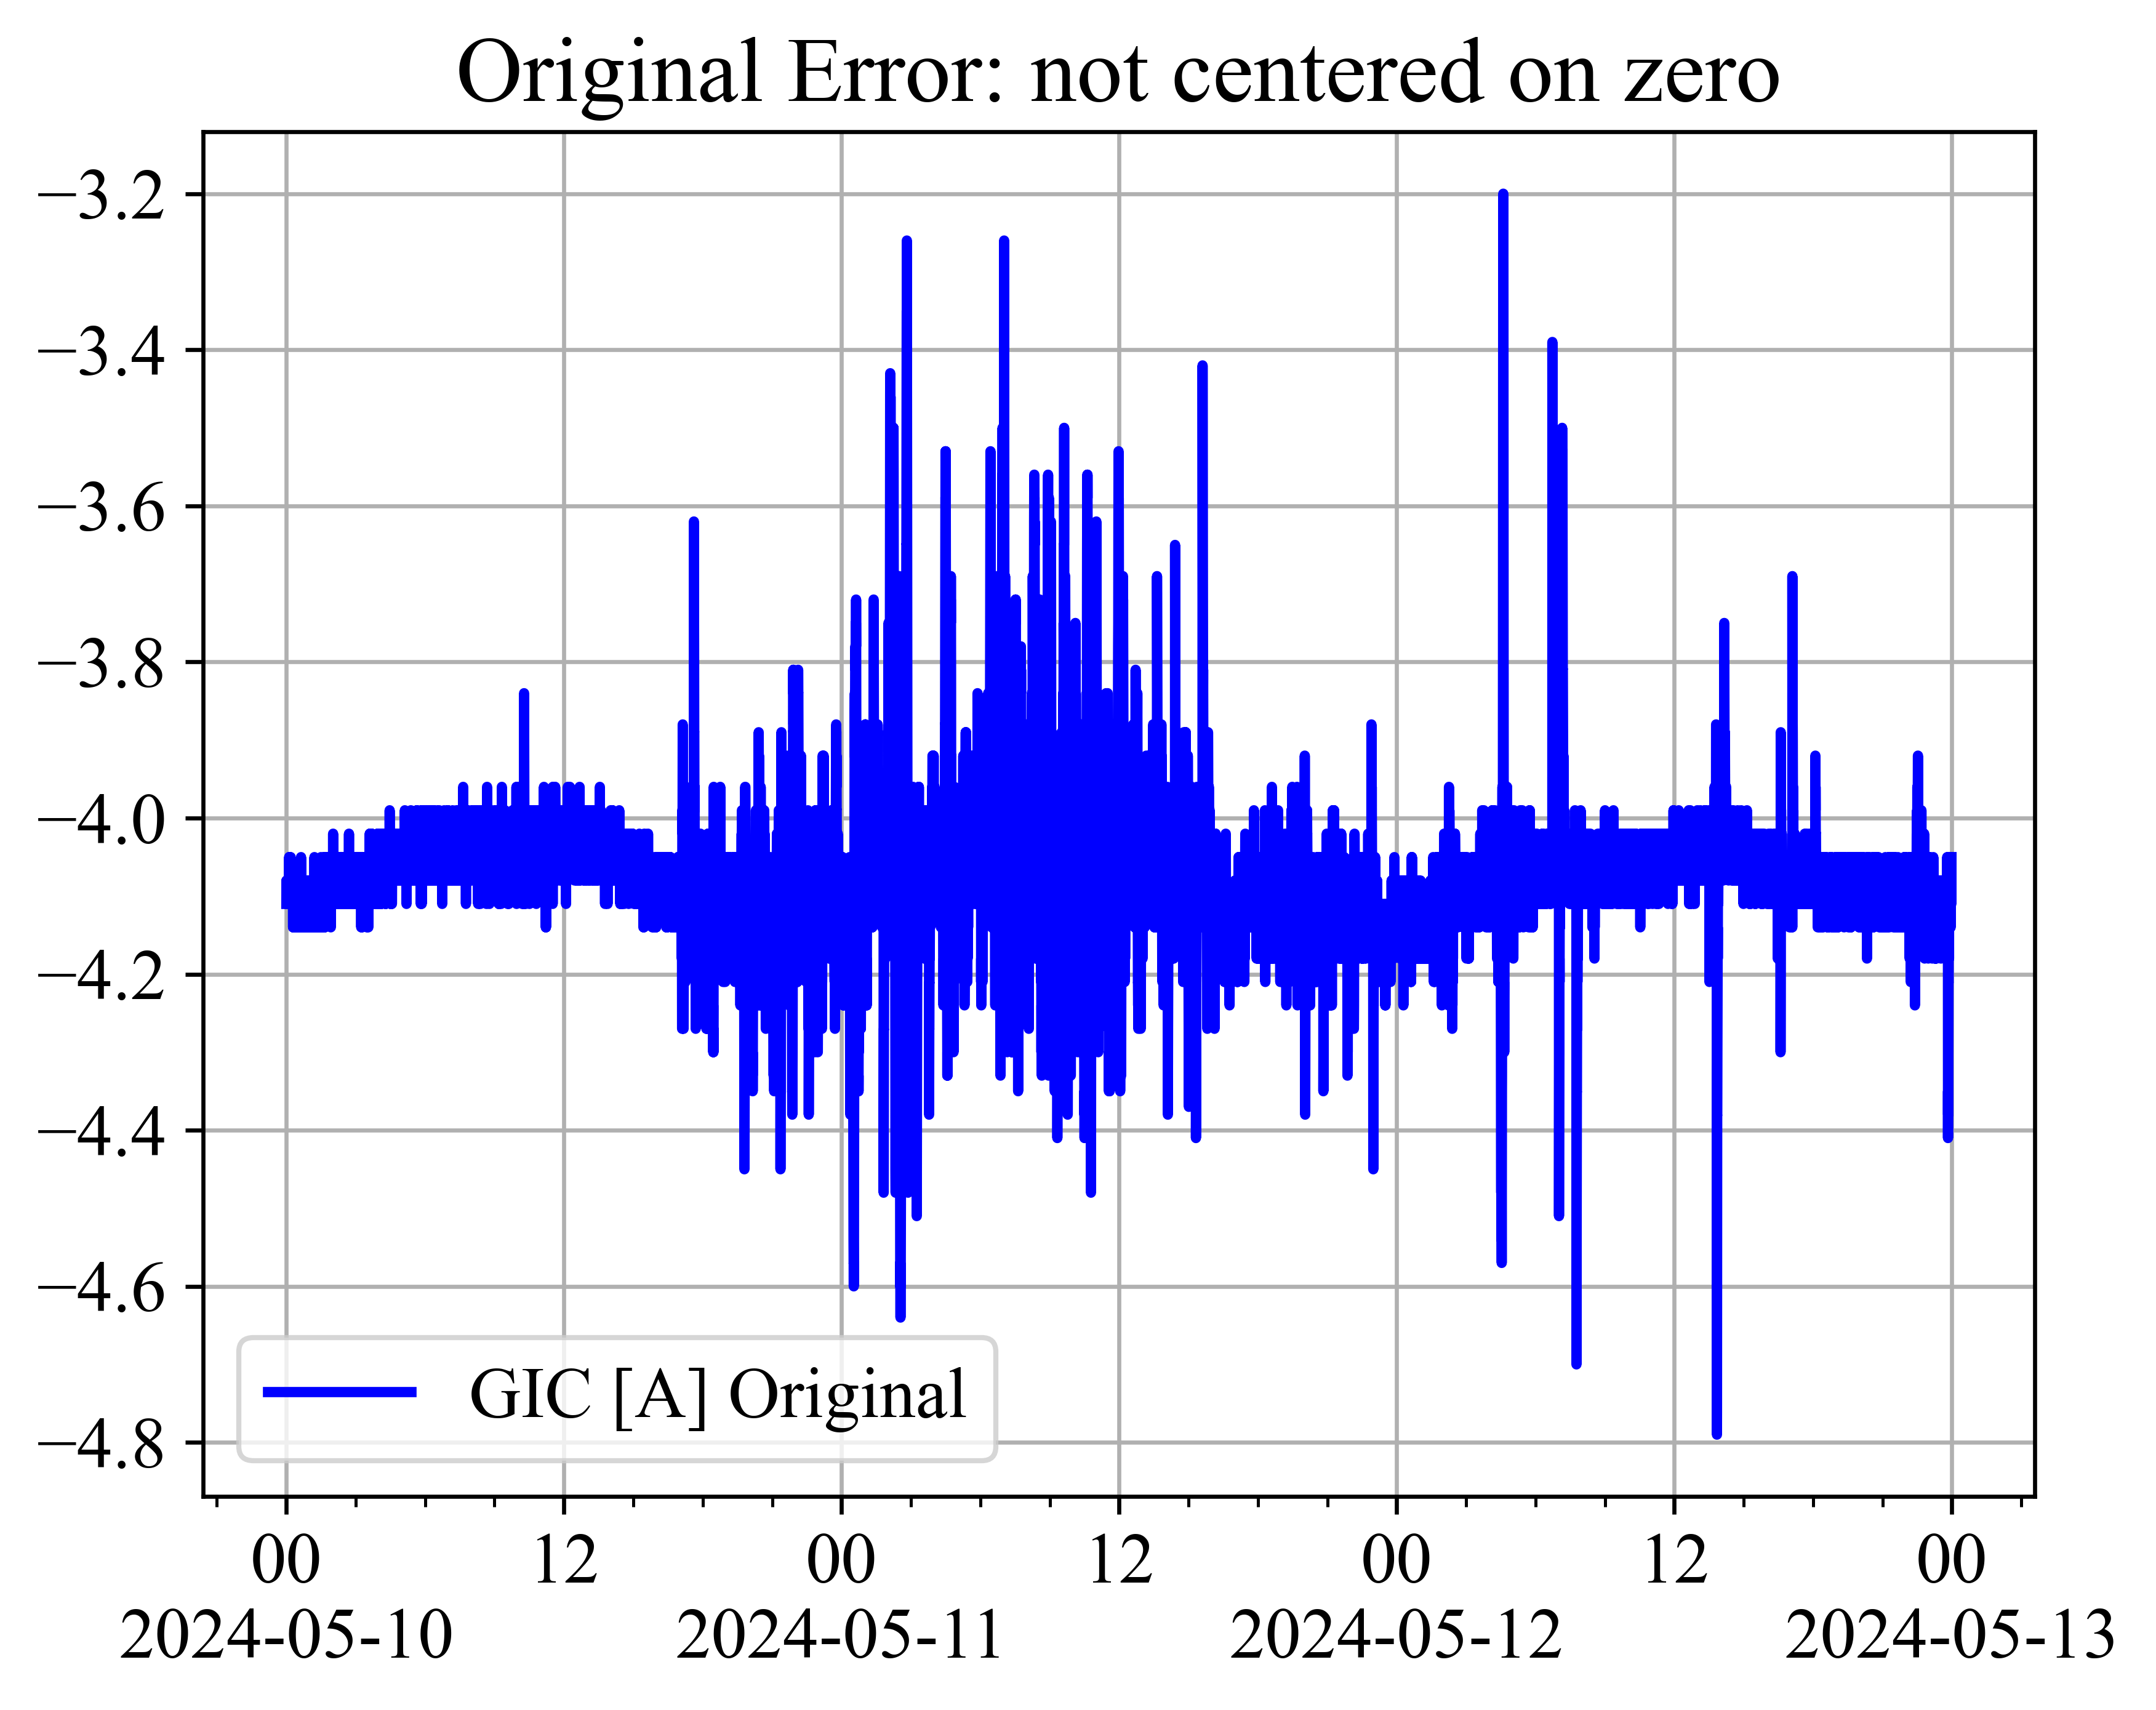 Original Error: not centered on zero
−3.2
−3.4
−3.6
−3.8
−4.0
−4.2
−4.4
−4.6
−4.8
GIC [A] Original
00 12 00 12 00 12 00
2024-05-10 2024-05-11 2024-05-12 2024-05-13